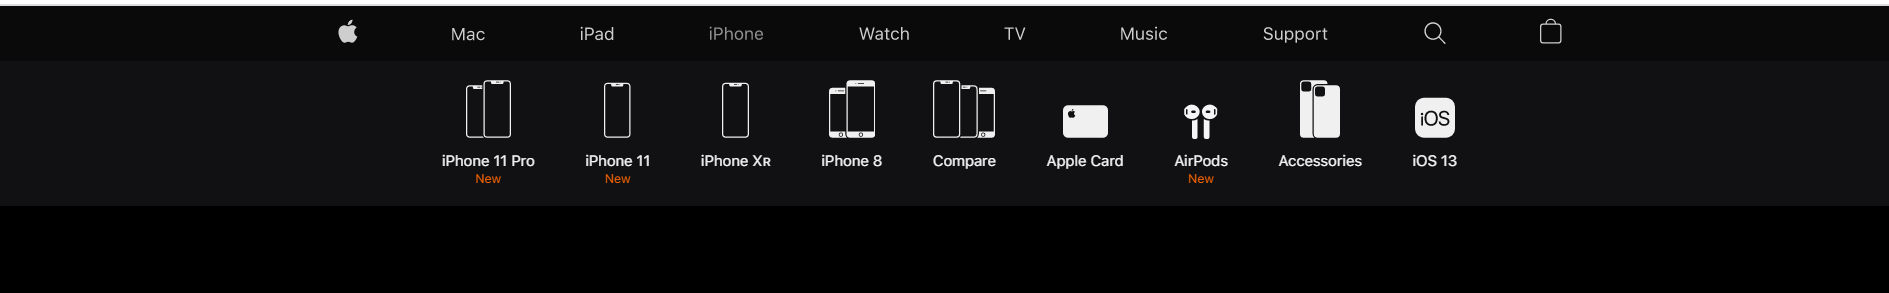 Mac iPad iPhone Watch TV Music Support
iOS
iPhone 11 Pro iPhone 11 iPhone XR iPhone 8 Compare Apple Card AirPods Accessories iOS 13
New New New